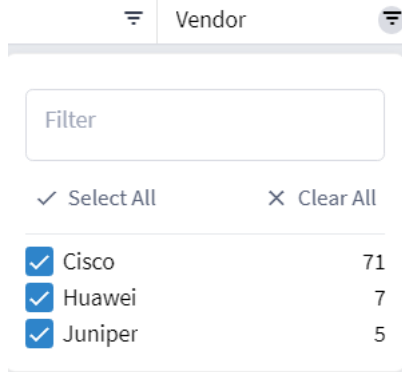 Vendor
Filter
Select All Clear All
Cisco 71
Huawei 7
Juniper 5